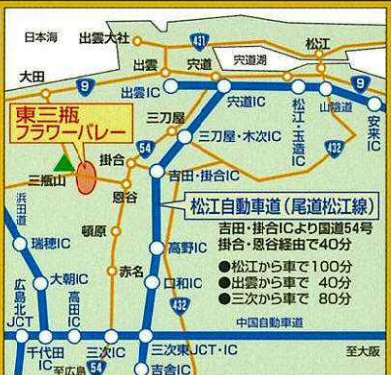 日本海
出雲大社
431
松江
大田
9
出雲
宍道
宍道湖
9
出雲IC
宍道IC
松江・玉造IC
山陰道
安来IC
東三瓶
フラワーバレー
三刀屋
三刀屋・木次IC
432
掛合
54
吉田・掛合IC
三瓶山
恩谷
松江自動車道(尾道松江線)
吉田・掛合ICより国道54号
掛合・恩谷経由で40分
●松江から車で100分
●出雲から車で 40分
●三次から車で 80分
浜田道
頓原
瑞穂IC
高野IC
大朝IC
赤名
口和IC
432
広島北JCT
高田IC
中国自動車道
千代田IC
三次IC
三次東JCT・IC
至大阪
至広島
54
吉舎IC